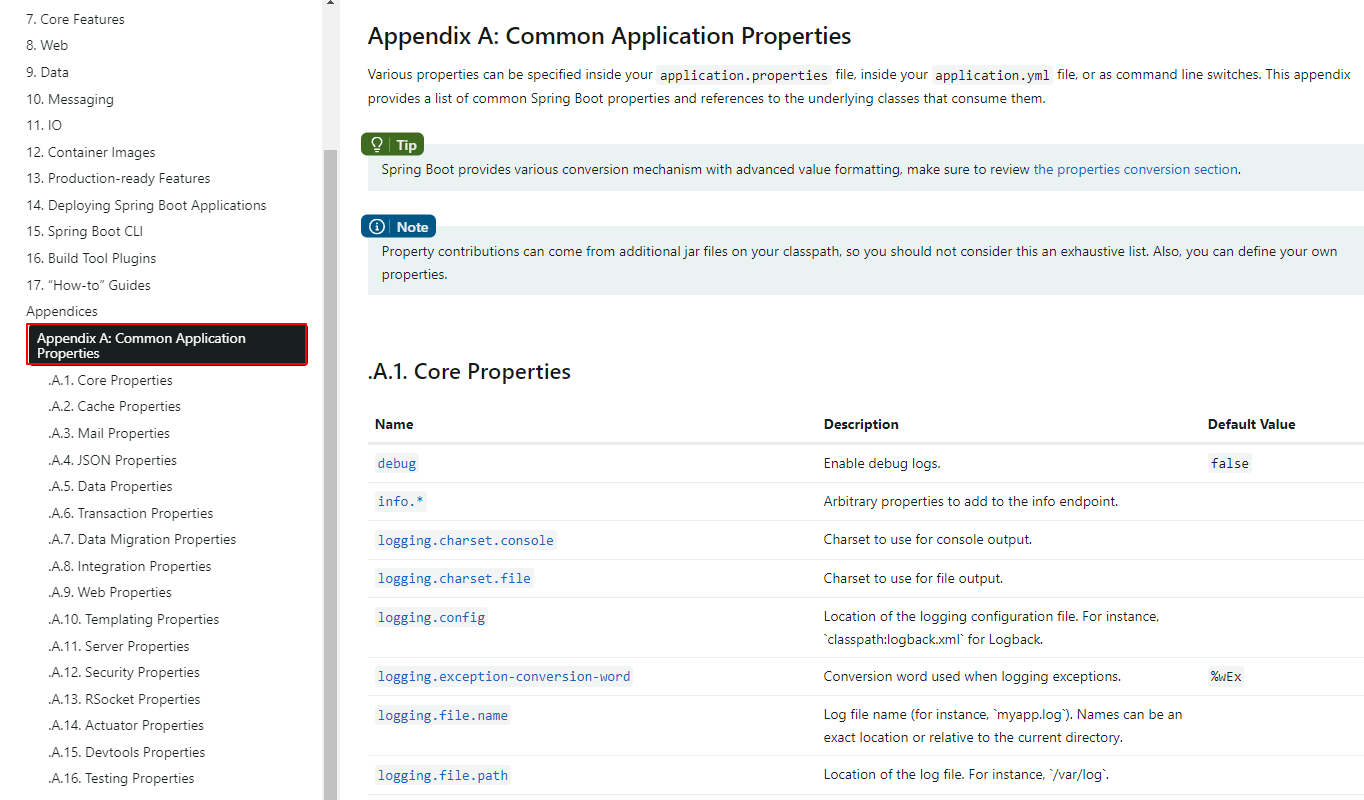 7. Core Features
8. Web
9. Data
10. Messaging
11. IO
12. Container Images
13. Production-ready Features
14. Deploying Spring Boot Applications
15. Spring Boot CLI
16. Build Tool Plugins
17. “How-to” Guides
Appendices
Appendix A: Common Application
Properties
.A.1. Core Properties
.A.2. Cache Properties
.A.3. Mail Properties
.A.4. JSON Properties
.A.5. Data Properties
.A.6. Transaction Properties
.A.7. Data Migration Properties
.A.8. Integration Properties
.A.9. Web Properties
.A.10. Templating Properties
.A.11. Server Properties
.A.12. Security Properties
.A.13. RSocket Properties
.A.14. Actuator Properties
.A.15. Devtools Properties
.A.16. Testing Properties
Appendix A: Common Application Properties
Various properties can be specified inside your application.properties file, inside your application.yml file, or as command line switches. This appendix
provides a list of common Spring Boot properties and references to the underlying classes that consume them.
Tip
Spring Boot provides various conversion mechanism with advanced value formatting, make sure to review the properties conversion section.
Note
Property contributions can come from additional jar files on your classpath, so you should not consider this an exhaustive list. Also, you can define your own
properties.
.A.1. Core Properties
Name Description Default Value
debug Enable debug logs. false
info.* Arbitrary properties to add to the info endpoint.
logging.charset.console Charset to use for console output.
logging.charset.file Charset to use for file output.
logging.config Location of the logging configuration file. For instance,
`classpath:logback.xml` for Logback.
logging.exception-conversion-word Conversion word used when logging exceptions. %wEx
logging.file.name Log file name (for instance, `myapp.log`). Names can be an
exact location or relative to the current directory.
logging.file.path Location of the log file. For instance, `/var/log`.